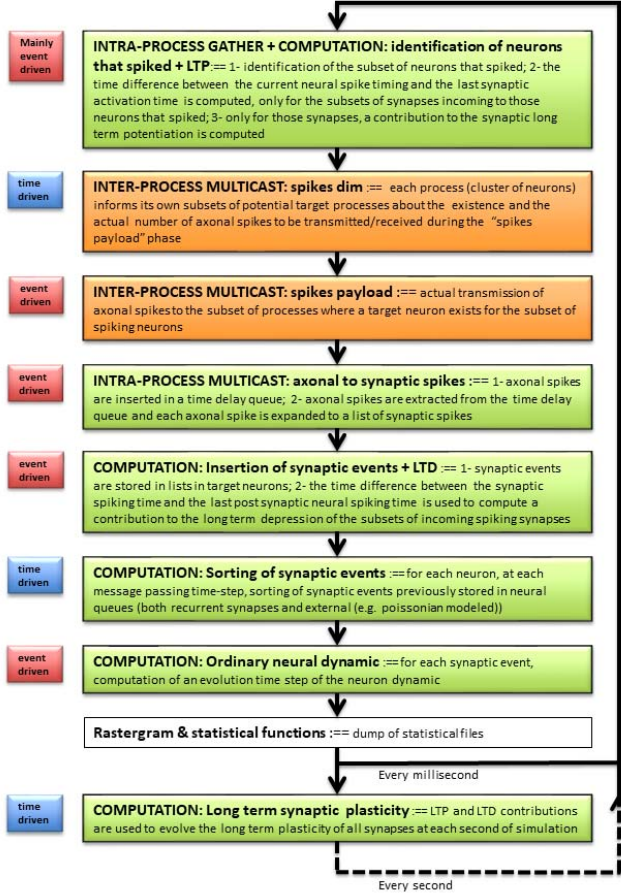 Mainly
event
driven
INTRA-PROCESS GATHER + COMPUTATION: identification of neurons
that spiked + LTP:== 1- identification of the subset of neurons that spiked; 2- the
time difference between the current neural spike timing and the last synaptic
activation time is computed, only for the subsets of synapses incoming to those
neurons that spiked; 3- only for those synapses, a contribution to the synaptic long
term potentiation is computed
time
driven
INTER-PROCESS MULTICAST: spikes dim :== each process (cluster of neurons)
informs its own subsets of potential target processes about the existence and the
actual number of axonal spikes to be transmitted/received during the "spikes
payload" phase
event
driven
INTER-PROCESS MULTICAST: spikes payload :== actual transmission of
axonal spikes to the subset of processes where a target neuron exists for the subset of
spiking neurons
event
driven
INTRA-PROCESS MULTICAST: axonal to synaptic spikes :== 1- axonal spikes
are inserted in a time delay queue; 2- axonal spikes are extracted from the time delay
queue and each axonal spike is expanded to a list of synaptic spikes
event
driven
COMPUTATION: Insertion of synaptic events + LTD :== 1- synaptic events
are stored in lists in target neurons; 2- the time difference between the synaptic
spiking time and the last post synaptic neural spiking time is used to compute a
contribution to the long term depression of the subsets of incoming spiking synapses
time
driven
COMPUTATION: Sorting of synaptic events :== for each neuron, at each
message passing time-step, sorting of synaptic events previously stored in neural
queues (both recurrent synapses and external (e.g. poissonian modeled))
event
driven
COMPUTATION: Ordinary neural dynamic :== for each synaptic event,
computation of an evolution time step of the neuron dynamic
Rastergram & statistical functions :== dump of statistical files
Every millisecond
time
driven
COMPUTATION: Long term synaptic plasticity :== LTP and LTD contributions
are used to evolve the long term plasticity of all synapses at each second of simulation
Every second